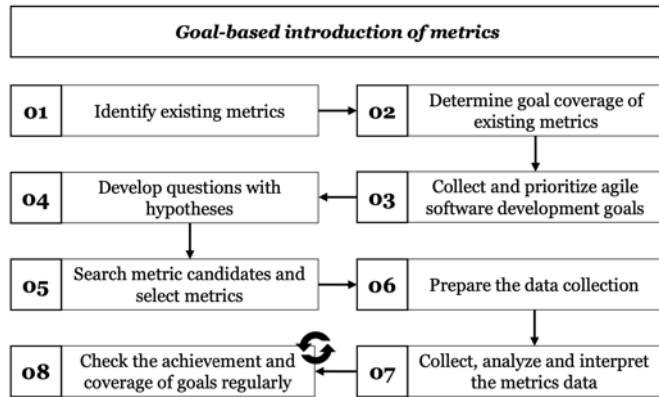 Goal-based introduction of metrics
01 Identify existing metrics
02 Determine goal coverage of
existing metrics
04 Develop questions with
hypotheses
03 Collect and prioritize agile
software development goals
05 Search metric candidates and
select metrics
06 Prepare the data collection
08 Check the achievement and
coverage of goals regularly
07 Collect, analyze and interpret
the metrics data